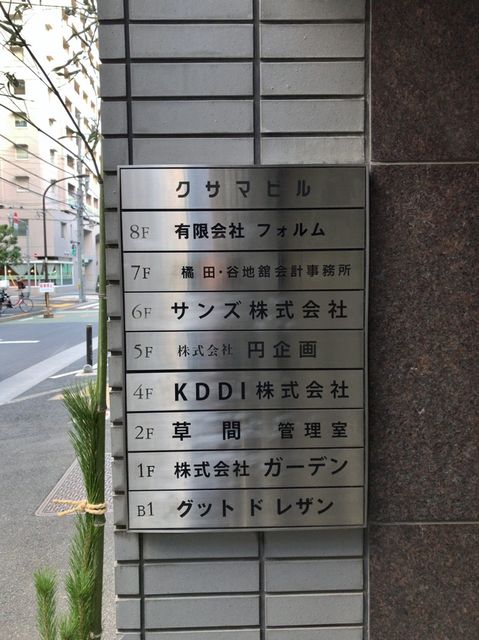 クサマビル
8F 有限会社 フォルム
7F 橘 田・谷地舘会計事務所
6F サンズ株式会社
5F 株式会社 円企画
4F KDDI株式会社
2F 草間 管理室
1F 株式会社 ガーデン
B1 グット ド レザン